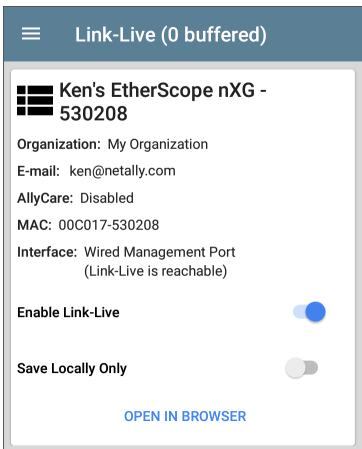 Link-Live (0 buffered)
Ken's EtherScope nXG -
530208
Organization: My Organization
E-mail: ken@netally.com
AllyCare: Disabled
MAC: 00C017-530208
Interface: Wired Management Port
(Link-Live is reachable)
Enable Link-Live
Save Locally Only
OPEN IN BROWSER